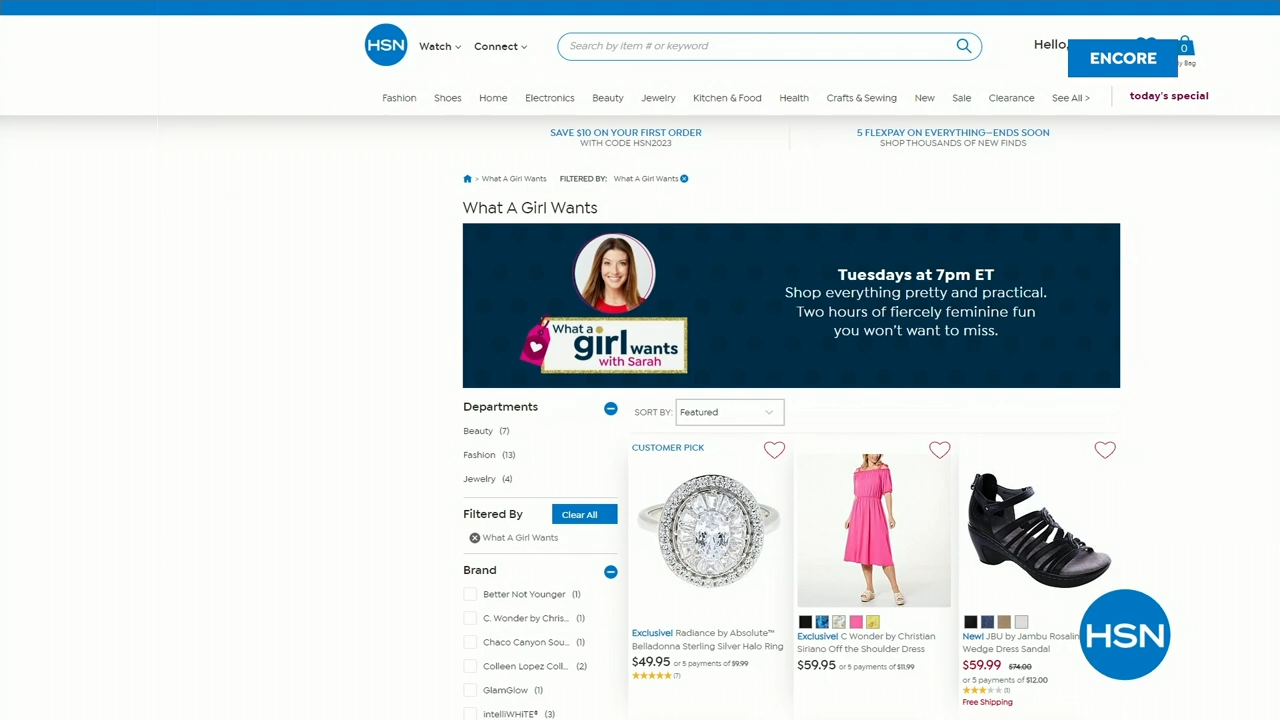 HSN
Watch
Connect
Search by item # or keyword
Hello,
0
ENCORE
Fashion
Shoes
Home
Electronics
Beauty
Jewelry
Kitchen & Food
Health
Crafts & Sewing
New
Sale
Clearance
See All >
today's special
SAVE $10 ON YOUR FIRST ORDER
WITH CODE HSN2023
5 FLEXPAY ON EVERYTHING—ENDS SOON
SHOP THOUSANDS OF NEW FINDS
> What A Girl Wants
FILTERED BY: What A Girl Wants
What A Girl Wants
What a
girl wants
with Sarah
Tuesdays at 7pm ET
Shop everything pretty and practical.
Two hours of fiercely feminine fun
you won't want to miss.
Departments
Beauty (7)
Fashion (13)
Jewelry (4)
Filtered By
Clear All
What A Girl Wants
Brand
Better Not Younger (1)
C. Wonder by Chris... (1)
Chaco Canyon Sou... (1)
Colleen Lopez Coll... (2)
GlamGlow (1)
intelliWHiTE® (3)
SORT BY: Featured
CUSTOMER PICK
Exclusive! Radiance by Absolute™
Belladonna Sterling Silver Halo Ring
$49.95 or 5 payments of $9.99
(7)
Exclusive! C Wonder by Christian
Siriano Off the Shoulder Dress
$59.95 or 5 payments of $11.99
New! JBU by Jambu Rosalin
Wedge Dress Sandal
$59.99 $74.00
or 5 payments of $12.00
Free Shipping
HSN